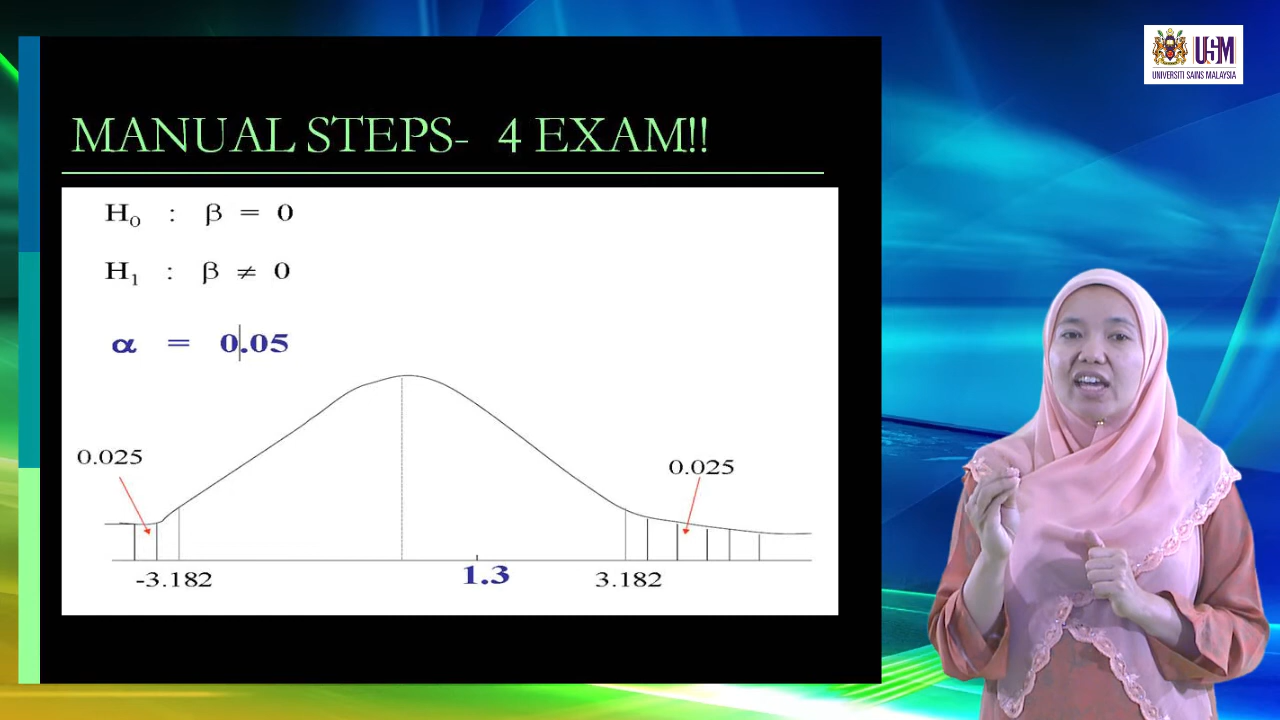 USM
UNIVERSITI SAINS MALAYSIA
MANUAL STEPS- 4 EXAM!!
H₀ : β = 0
H₁ : β ≠ 0
α = 0.05
0.025
0.025
-3.182
1.3
3.182